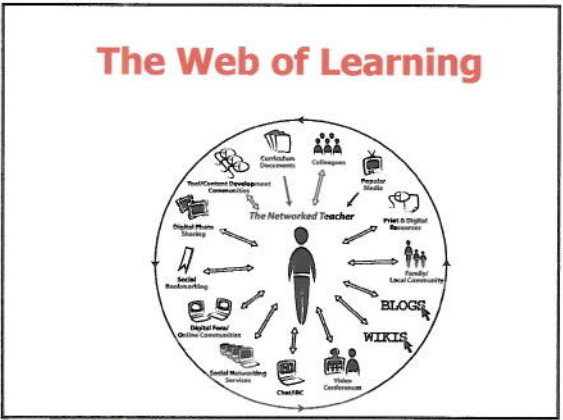 The Web of Learning
Curriculum
Documents
Colleagues
Popular
Media
Tool/Content Development
Communities
The Networked Teacher
Print & Digital
Resources
Digital Photo
Sharing
Family/
Local Community
Social
Bookmarking
BLOGS
Digital Fora/
Online Communities
WIKIS
Social Networking
Services
Chat/IRC
Video
Conferences